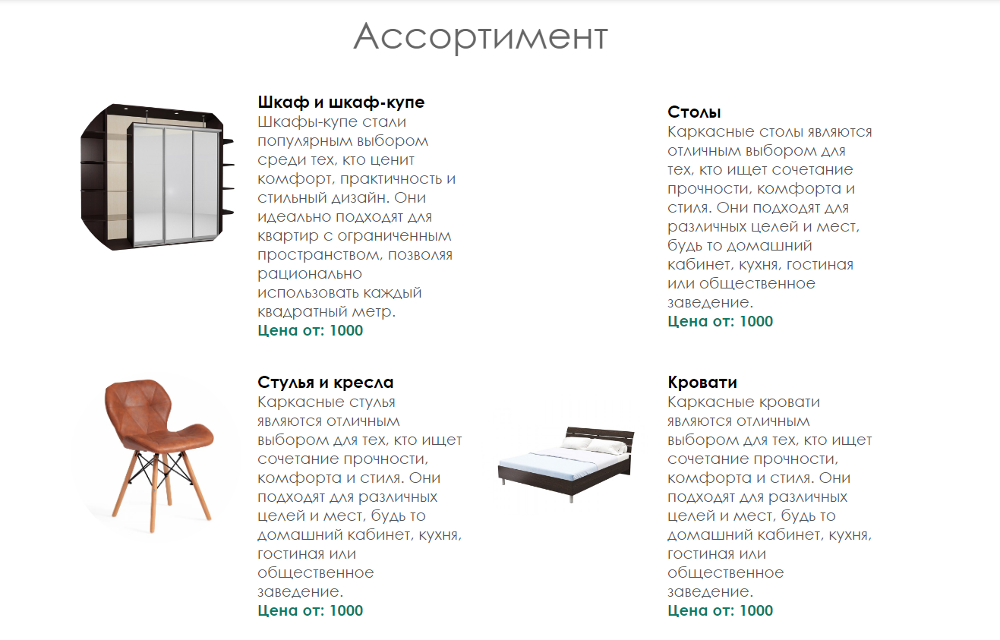 Ассортимент
Шкаф и шкаф-купе
Шкафы-купе стали
популярным выбором
среди тех, кто ценит
комфорт, практичность и
стильный дизайн. Они
идеально подходят для
квартир с ограниченным
пространством, позволяя
рационально
использовать каждый
квадратный метр.
Цена от: 1000
Столы
Каркасные столы являются
отличным выбором для
тех, кто ищет сочетание
прочности, комфорта и
стиля. Они подходят для
различных целей и мест,
будь то домашний
кабинет, кухня, гостиная
или общественное
заведение.
Цена от: 1000
Стулья и кресла
Каркасные стулья
являются отличным
выбором для тех, кто ищет
сочетание прочности,
комфорта и стиля. Они
подходят для различных
целей и мест, будь то
домашний кабинет, кухня,
гостиная или
общественное
заведение.
Цена от: 1000
Кровати
Каркасные кровати
являются отличным
выбором для тех, кто ищет
сочетание прочности,
комфорта и стиля. Они
подходят для различных
целей и мест, будь то
домашний кабинет, кухня,
гостиная или
общественное
заведение.
Цена от: 1000